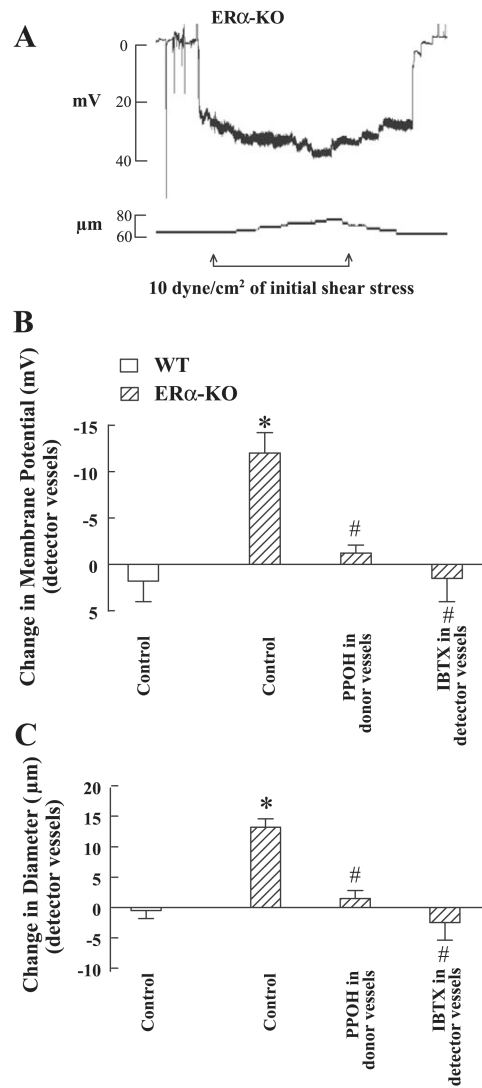 ERα-KO
A
0
20
40
mV
80
60
µm
10 dyne/cm² of initial shear stress
B
WT
ERα-KO
Change in Membrane Potential (mV)
(detector vessels)
-15
-10
-5
0
5
*
#
#
Control
Control
PPOH in
donor vessels
IBTX in
detector vessels
C
Change in Diameter (µm)
(detector vessels)
20
15
10
5
0
-5
-10
*
#
#
Control
Control
PPOH in
donor vessels
IBTX in
detector vessels